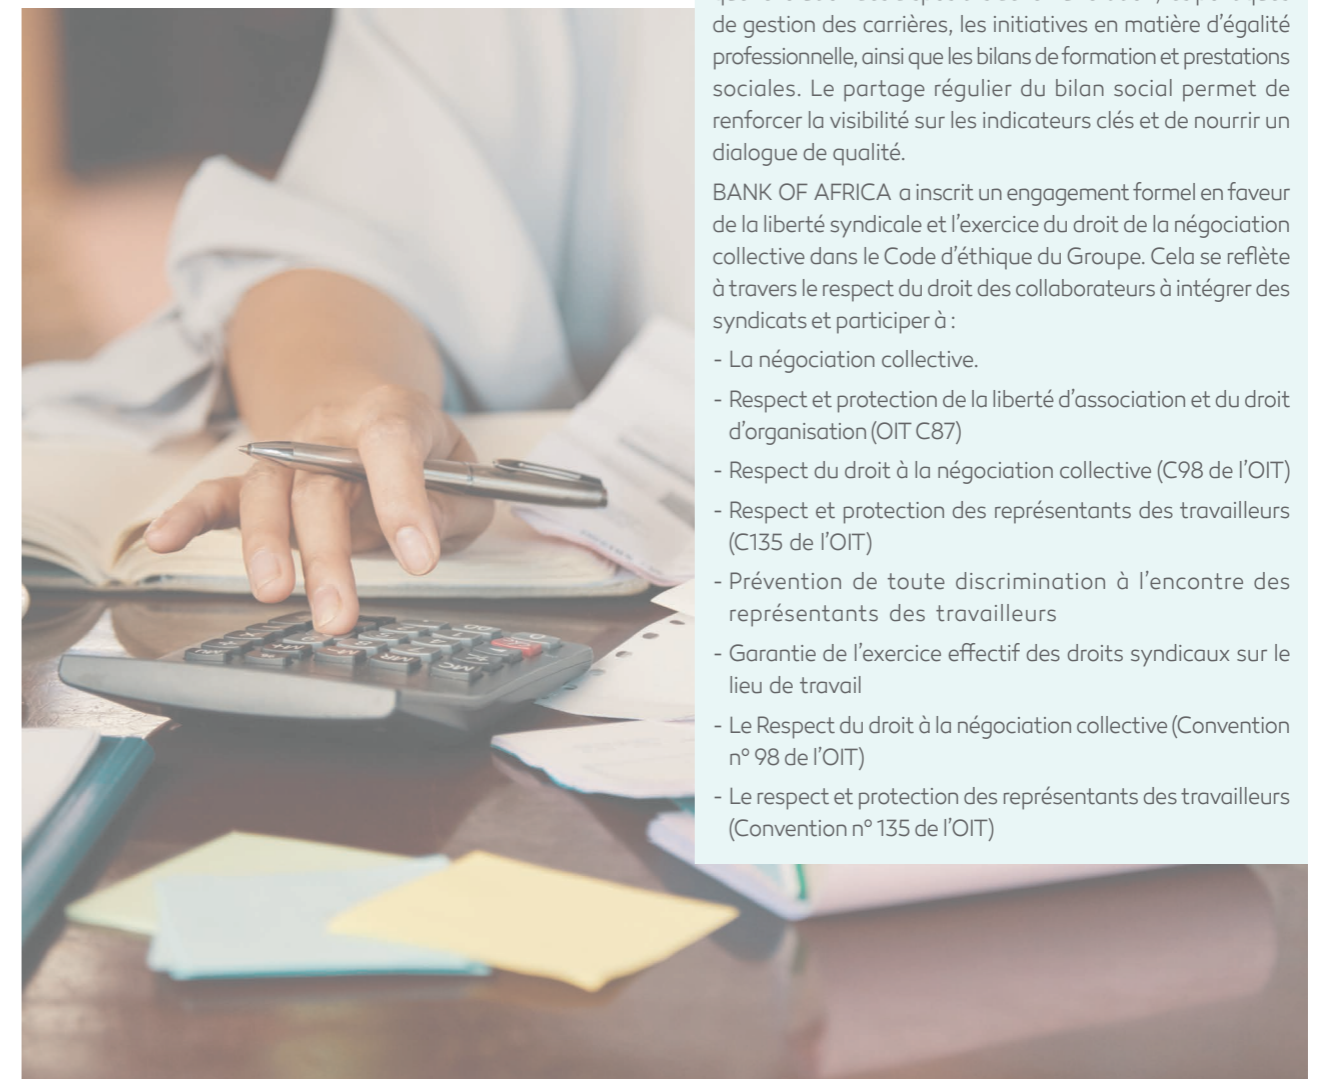 de gestion des carrières, les initiatives en matière d’égalité
professionnelle, ainsi que les bilans de formation et prestations
sociales. Le partage régulier du bilan social permet de
renforcer la visibilité sur les indicateurs clés et de nourrir un
dialogue de qualité.
BANK OF AFRICA a inscrit un engagement formel en faveur
de la liberté syndicale et l’exercice du droit de la négociation
collective dans le Code d’éthique du Groupe. Cela se reflète
à travers le respect du droit des collaborateurs à intégrer des
syndicats et participer à :
- La négociation collective.
- Respect et protection de la liberté d’association et du droit
d’organisation (OIT C87)
- Respect du droit à la négociation collective (C98 de l’OIT)
- Respect et protection des représentants des travailleurs
(C135 de l’OIT)
- Prévention de toute discrimination à l’encontre des
représentants des travailleurs
- Garantie de l’exercice effectif des droits syndicaux sur le
lieu de travail
- Le Respect du droit à la négociation collective (Convention
n° 98 de l’OIT)
- Le respect et protection des représentants des travailleurs
(Convention n° 135 de l’OIT)